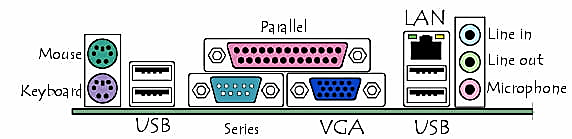 Parallel
LAN
Mouse
Keyboard
Line in
Line out
Microphone
USB
Series
VGA
USB